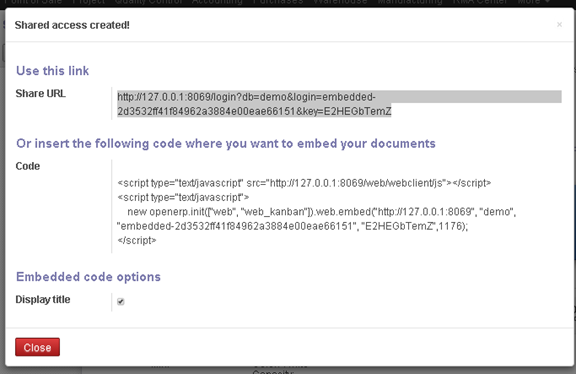 Point of Sale Project Quality Control Accounting Purchases Warehouse Manufacturing RMA Center More
Shared access created!
×
Use this link
Share URL
http://127.0.0.1:8069/login?db=demo&login=embedded-
2d3532ff41f84962a3884e00eae66151&key=E2HEGbTemZ
Or insert the following code where you want to embed your documents
Code
<script type="text/javascript" src="http://127.0.0.1:8069/web/webclient/js"></script>
<script type="text/javascript">
new openerp.init(["web", "web_kanban"]).web.embed("http://127.0.0.1:8069", "demo",
"embedded-2d3532ff41f84962a3884e00eae66151", "E2HEGbTemZ",1176);
</script>
Embedded code options
Display title
Close
Capacity